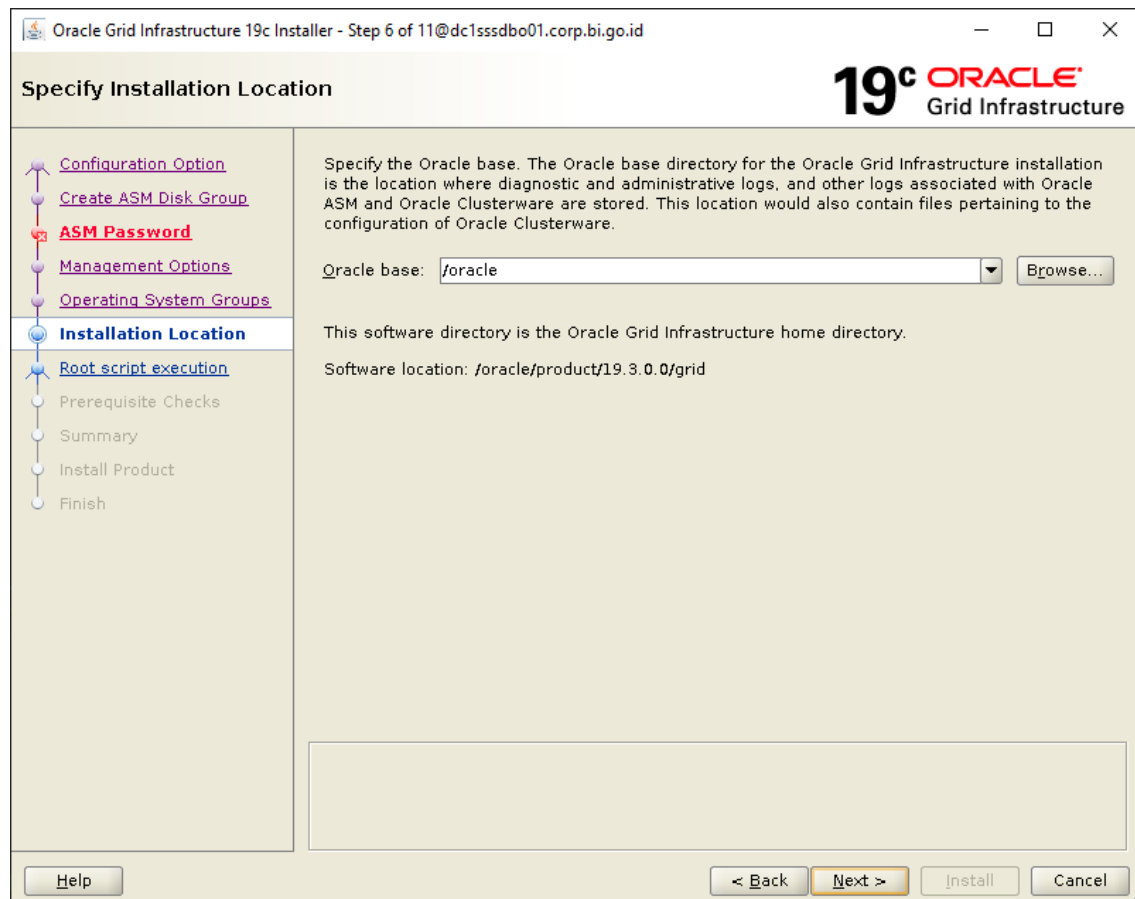 Oracle Grid Infrastructure 19c Installer - Step 6 of 11@dc1sssdbo01.corp.bi.go.id
Specify Installation Location
19c ORACLE
Grid Infrastructure
Configuration Option
Create ASM Disk Group
ASM Password
Management Options
Operating System Groups
Installation Location
Root script execution
Prerequisite Checks
Summary
Install Product
Finish
Specify the Oracle base. The Oracle base directory for the Oracle Grid Infrastructure installation
is the location where diagnostic and administrative logs, and other logs associated with Oracle
ASM and Oracle Clusterware are stored. This location would also contain files pertaining to the
configuration of Oracle Clusterware.
Oracle base: /oracle Browse...
This software directory is the Oracle Grid Infrastructure home directory.
Software location: /oracle/product/19.3.0.0/grid
Help < Back Next > Install Cancel